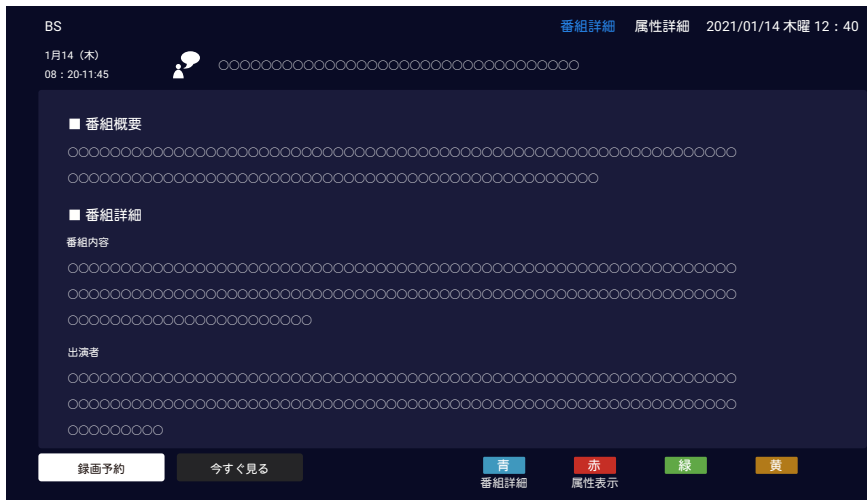 BS
番組詳細 属性詳細 2021/01/14 木曜 12：40
1月14（木）
08：20-11:45
○○○○○○○○○○○○○○○○○○○○○○○○○○○○○○○○○○
■ 番組概要
○○○○○○○○○○○○○○○○○○○○○○○○○○○○○○○○○○○○○○○○○○○○○○○○○○○○○○○○○○○○○○○
○○○○○○○○○○○○○○○○○○○○○○○○○○○○○○○○○○○○○○○○○○○○○○○○○○
■ 番組詳細
番組内容
○○○○○○○○○○○○○○○○○○○○○○○○○○○○○○○○○○○○○○○○○○○○○○○○○○○○○○○○○○○○○○○
○○○○○○○○○○○○○○○○○○○○○○○○○○○○○○○○○○○○○○○○○○○○○○○○○○○○○○○○○○○○○○○
○○○○○○○○○○○○○○○○○○○○○○○
出演者
○○○○○○○○○○○○○○○○○○○○○○○○○○○○○○○○○○○○○○○○○○○○○○○○○○○○○○○○○○○○○○○
○○○○○○○○○○○○○○○○○○○○○○○○○○○○○○○○○○○○○○○○○○○○○○○○○○○○○○○○○○○○○○○
○○○○○○○○○
録画予約 今すぐ見る 青 赤 緑 黄
番組詳細 属性表示